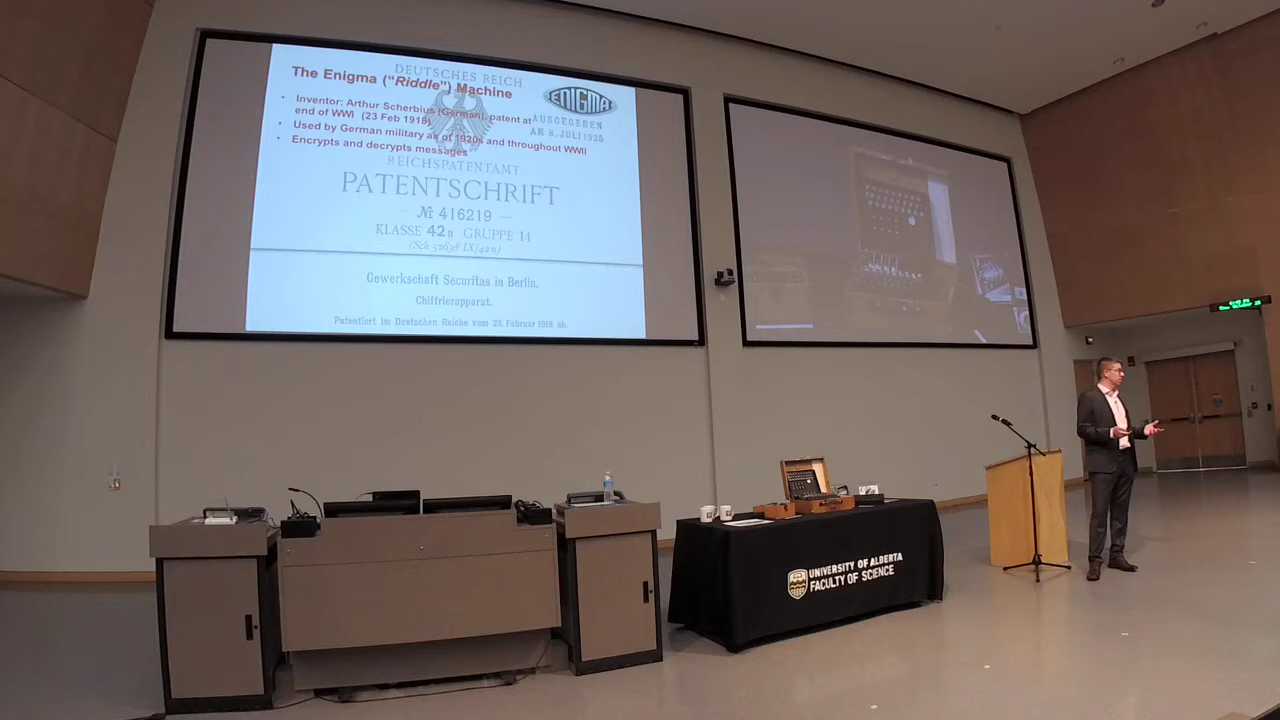 DEUTSCHES REICH
The Enigma (“Riddle”) Machine
ENIGMA
• Inventor: Arthur Scherbius (German), patent at
end of WWI (23 Feb 1918)
AUSGEGEBEN
AM 8. JULI 1925
• Used by German military as of 1920s and throughout WWII
• Encrypts and decrypts messages
REICHSPATENTAMT
PATENTSCHRIFT
— № 416219 —
KLASSE 42n GRUPPE 14
Gewerkschaft Securitas in Berlin.
Chiffrierapparat.
Patentiert im Deutschen Reiche vom 23. Februar 1918 ab.
UNIVERSITY OF ALBERTA
FACULTY OF SCIENCE